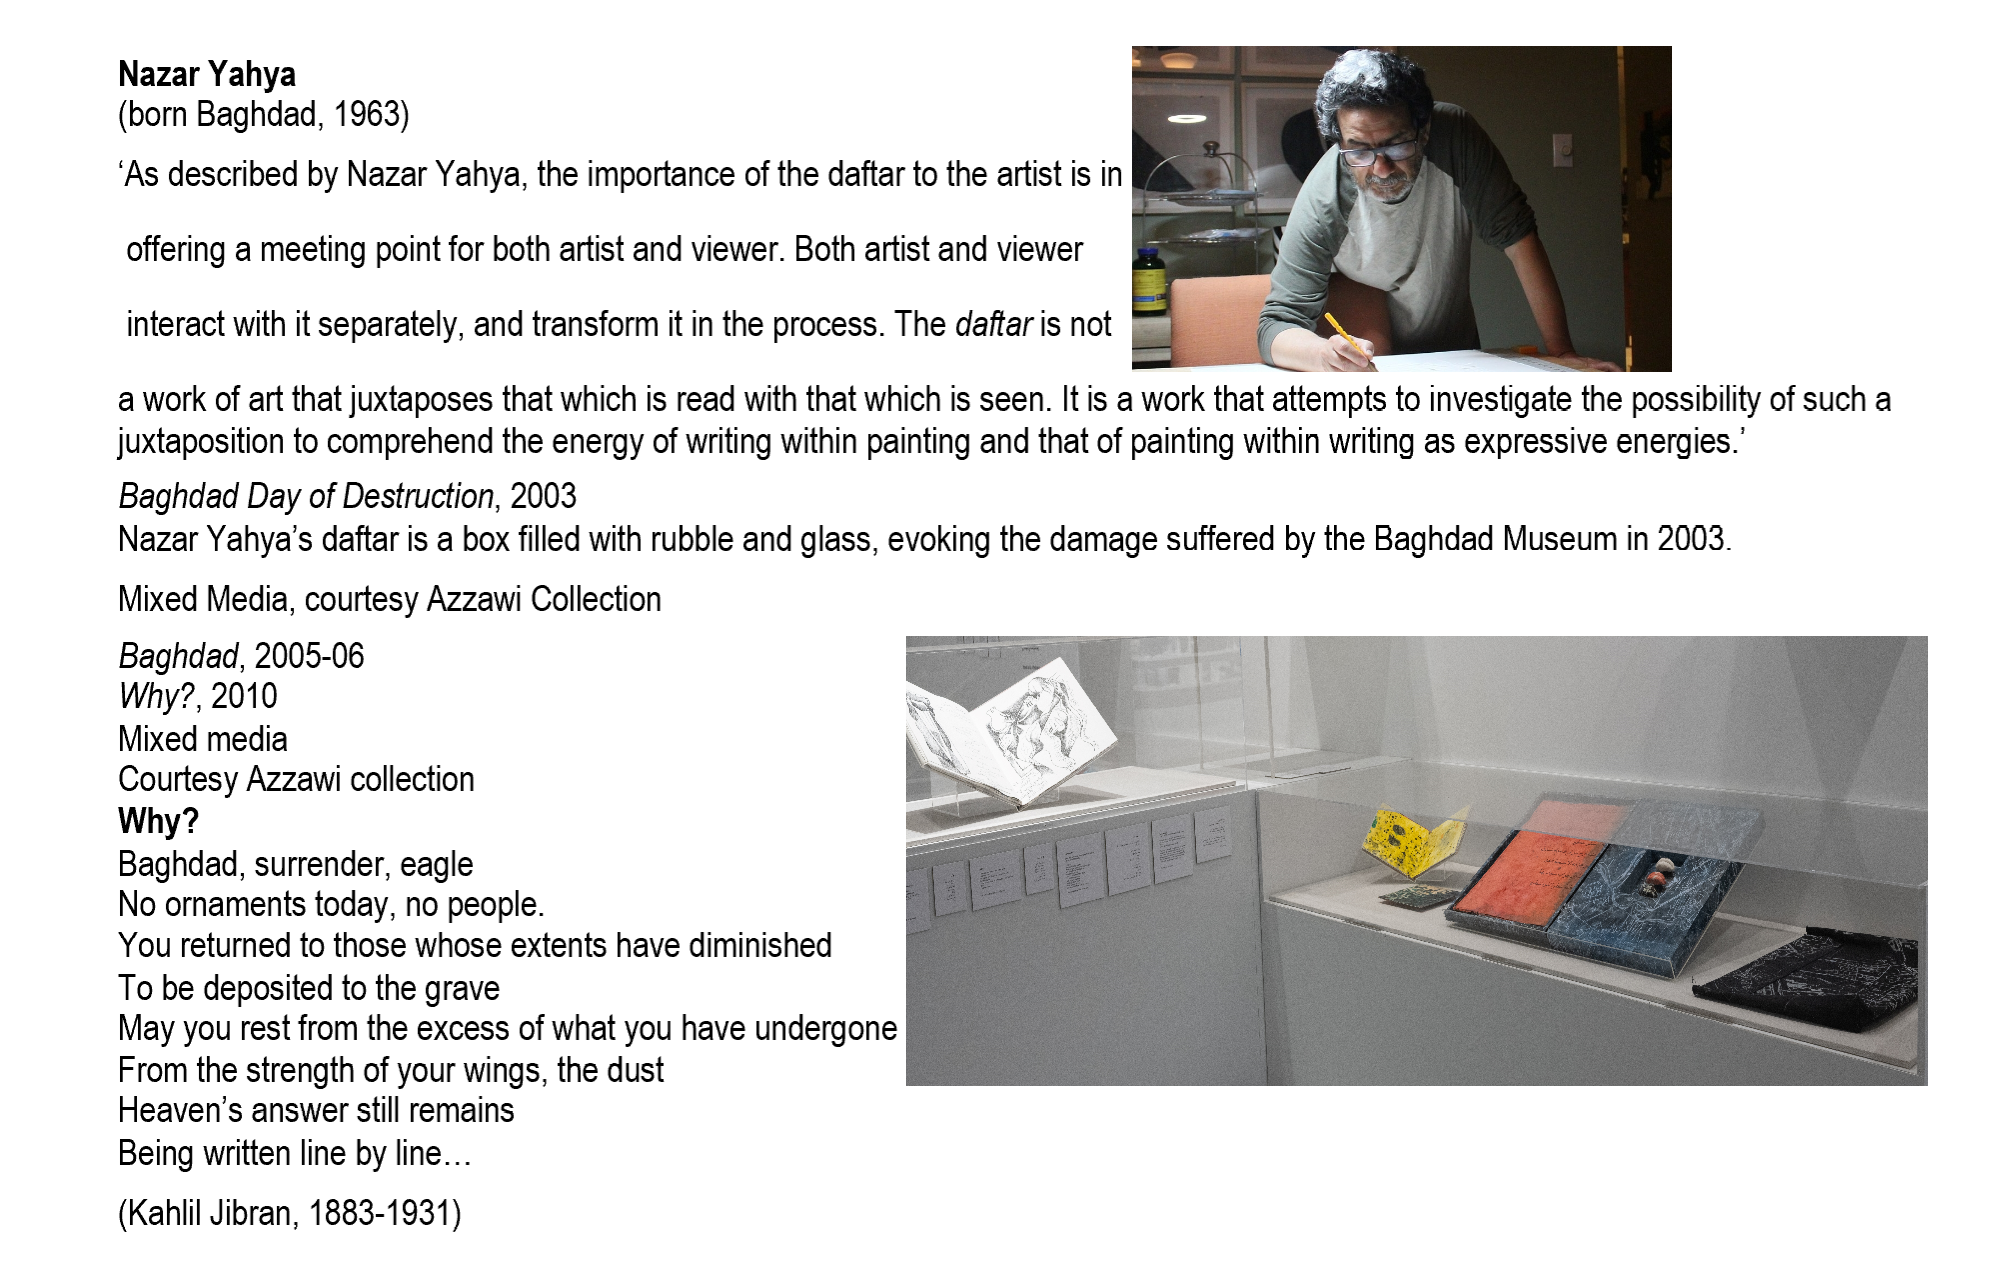 Nazar Yahya
(born Baghdad, 1963)
‘As described by Nazar Yahya, the importance of the daftar to the artist is in
offering a meeting point for both artist and viewer. Both artist and viewer
interact with it separately, and transform it in the process. The daftar is not
a work of art that juxtaposes that which is read with that which is seen. It is a work that attempts to investigate the possibility of such a
juxtaposition to comprehend the energy of writing within painting and that of painting within writing as expressive energies.’
Baghdad Day of Destruction, 2003
Nazar Yahya’s daftar is a box filled with rubble and glass, evoking the damage suffered by the Baghdad Museum in 2003.
Mixed Media, courtesy Azzawi Collection
Baghdad, 2005-06
Why?, 2010
Mixed media
Courtesy Azzawi collection
Why?
Baghdad, surrender, eagle
No ornaments today, no people.
You returned to those whose extents have diminished
To be deposited to the grave
May you rest from the excess of what you have undergone
From the strength of your wings, the dust
Heaven’s answer still remains
Being written line by line…
(Kahlil Jibran, 1883-1931)